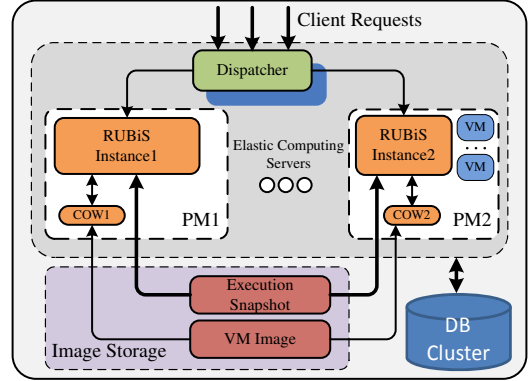 Client Requests
Dispatcher
RUBiS
Instance1
Elastic Computing
Servers
RUBiS
Instance2
VM
...
VM
COW1
PM1
COW2
PM2
Execution
Snapshot
VM Image
Image Storage
DB
Cluster